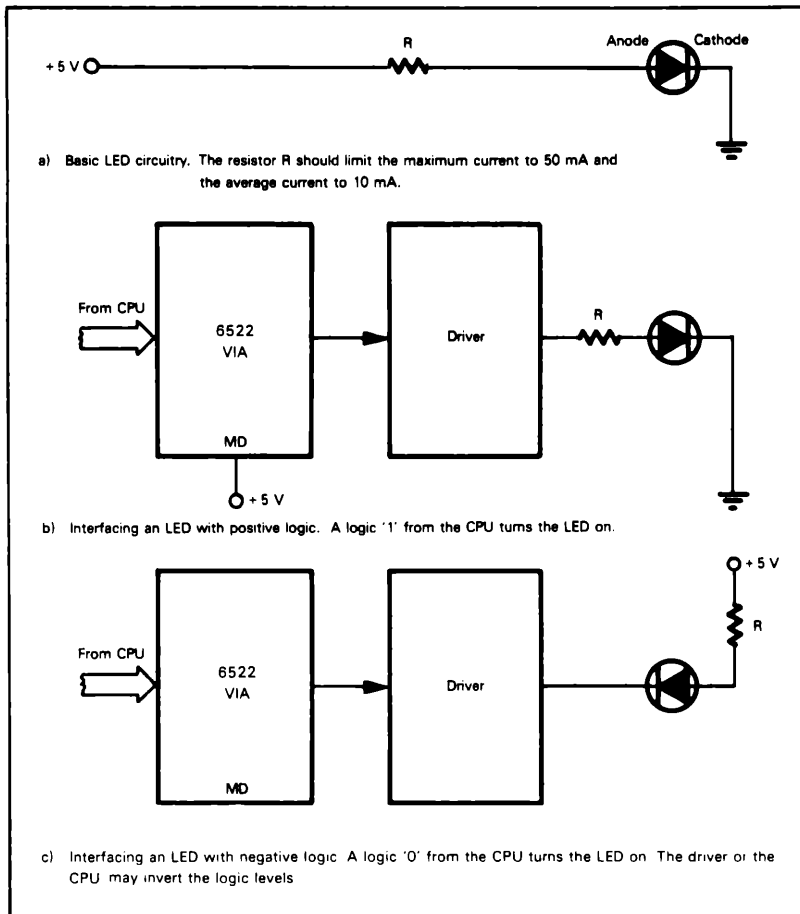 R
Anode Cathode
+ 5 V
a) Basic LED circuitry. The resistor R should limit the maximum current to 50 mA and
the average current to 10 mA.
From CPU
6522
VIA
Driver
R
MD
+ 5 V
b) Interfacing an LED with positive logic. A logic '1' from the CPU turns the LED on.
+ 5 V
R
From CPU
6522
VIA
Driver
MD
c) Interfacing an LED with negative logic A logic '0' from the CPU turns the LED on The driver or the
CPU may invert the logic levels